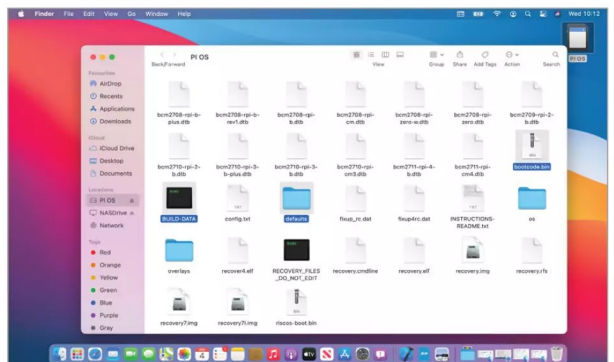 Finder File Edit View Go Window Help
Wed 10:12
PI OS
Back/Forward
View
Group
Share
Add Tags
Action
Search
PI OS
Favourites
AirDrop
Recents
Applications
Downloads
iCloud
iCloud Drive
Desktop
Documents
Locations
PI OS
NASDrive
Network
Tags
Red
Orange
Yellow
Green
Blue
Purple
Gray
bcm2708-rpi-b-
plus.dtb
bcm2708-rpi-b-
rev1.dtb
bcm2708-rpi-
b.dtb
bcm2708-rpi-
cm.dtb
bcm2708-rpi-
zero-w.dtb
bcm2708-rpi-
zero.dtb
bcm2709-rpi-2-
b.dtb
bcm2710-rpi-2-
b.dtb
bcm2710-rpi-3-
b-plus.dtb
bcm2710-rpi-3-
b.dtb
bcm2710-rpi-
cm3.dtb
bcm2711-rpi-4-
b.dtb
bcm2711-rpi-
cm4.dtb
bootcode.bin
BUILD-DATA
config.txt
defaults
fixup_rc.dat
fixup4rc.dat
INSTRUCTIONS-
README.txt
os
overlays
recover4.elf
RECOVERY_FILES
_DO_NOT_EDIT
recovery.cmdline
recovery.elf
recovery.img
recovery.rfs
recovery7.img
recovery7l.img
riscos-boot.bin